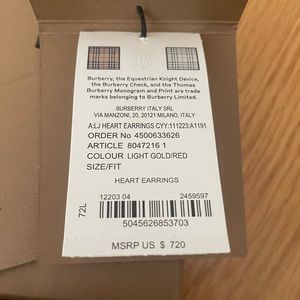 Burberry, the Equestrian Knight Device,
the Burberry Check, and the Thomas
Burberry Monogram and Print are trade
marks belonging to Burberry Limited.
BURBERRY ITALY SRL
VIA MANZONI, 20, 20121 MILANO, ITALY
A:LJ HEART EARRINGS CYY:111223:A1191
ORDER No 4500633626
ARTICLE 8047216 1
COLOUR LIGHT GOLD/RED
SIZE/FIT
HEART EARRINGS
12203 04 2459597
72L
5045626853703
MSRP US $ 720